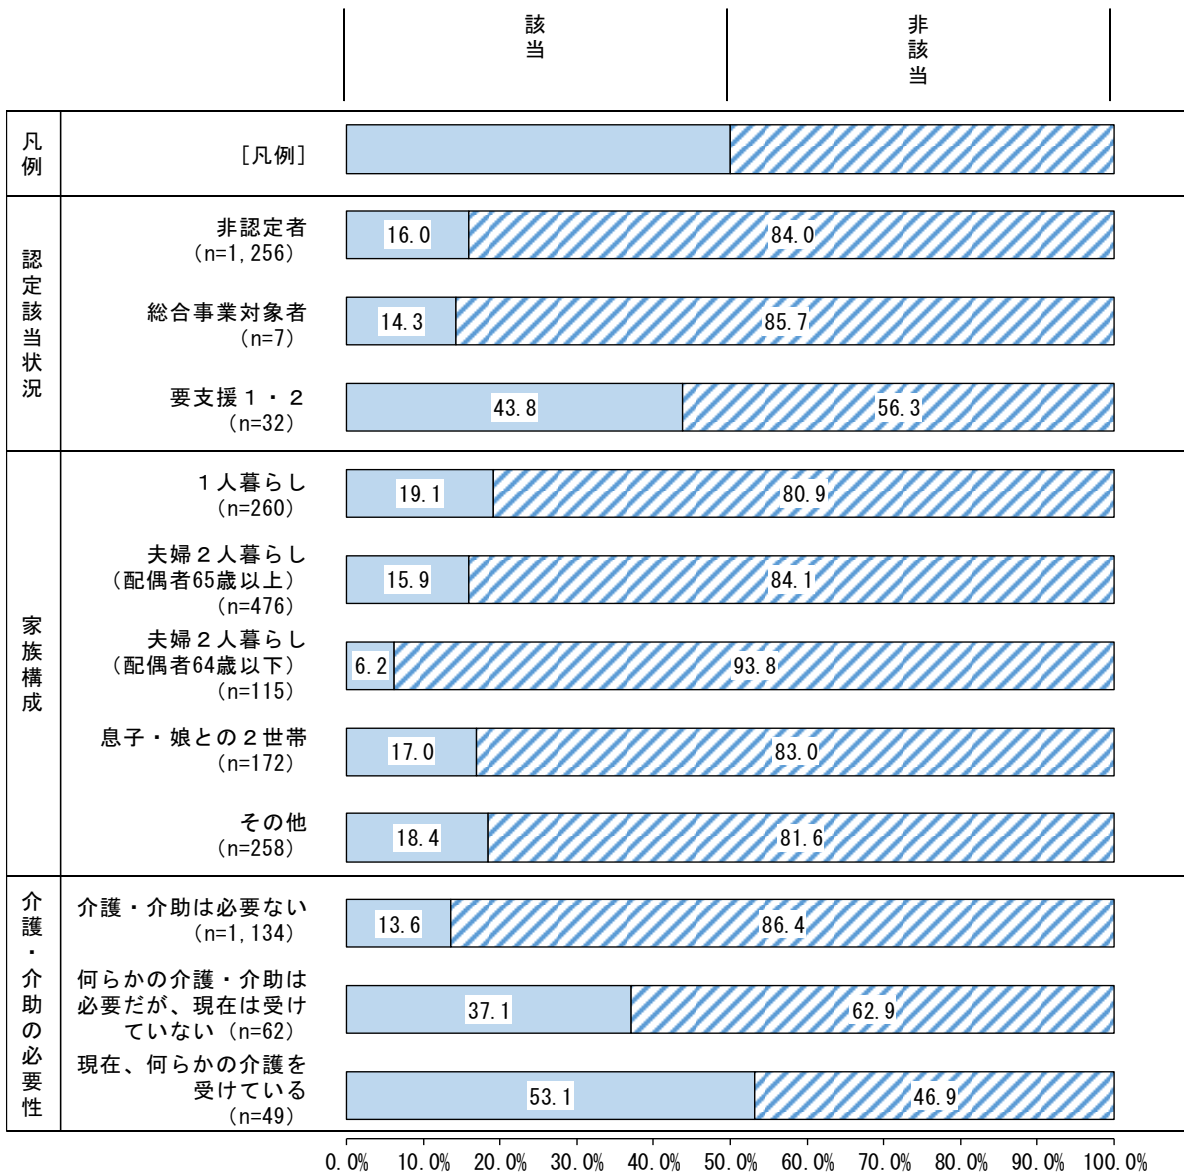 該当
非該当
凡例
[凡例]
認定該当状況
非認定者
(n=1,256)
16.0
84.0
総合事業対象者
(n=7)
14.3
85.7
要支援１・２
(n=32)
43.8
56.3
家族構成
１人暮らし
(n=260)
19.1
80.9
夫婦２人暮らし
(配偶者65歳以上)
(n=476)
15.9
84.1
夫婦２人暮らし
(配偶者64歳以下)
(n=115)
6.2
93.8
息子・娘との２世帯
(n=172)
17.0
83.0
その他
(n=258)
18.4
81.6
介護・介助の必要性
介護・介助は必要ない
(n=1,134)
13.6
86.4
何らかの介護・介助は
必要だが、現在は受け
ていない (n=62)
37.1
62.9
現在、何らかの介護を
受けている
(n=49)
53.1
46.9
0.0% 10.0% 20.0% 30.0% 40.0% 50.0% 60.0% 70.0% 80.0% 90.0% 100.0%